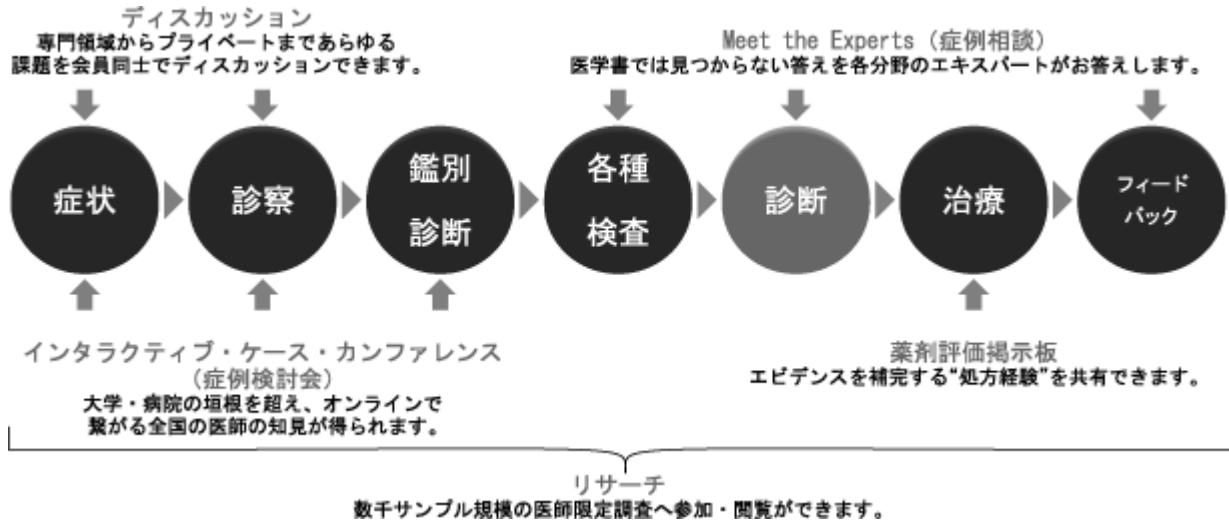 ディスカッション
専門領域からプライベートまであらゆる
課題を会員同士でディスカッションできます。
Meet the Experts（症例相談）
医学書では見つからない答えを各分野のエキスパートがお答えします。
症状
診察
鑑別
診断
各種
検査
診断
治療
フィード
バック
インタラクティブ・ケース・カンファレンス
（症例検討会）
大学・病院の垣根を超え、オンラインで
繋がる全国の医師の知見が得られます。
薬剤評価掲示板
エビデンスを補完する“処方経験”を共有できます。
リサーチ
数千サンプル規模の医師限定調査へ参加・閲覧ができます。